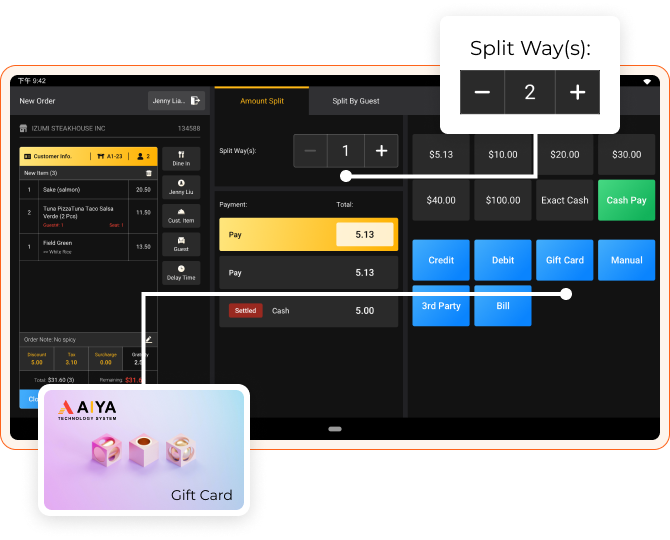 Split Way(s):
2
下午 9:42
New Order
Jenny Lia...
Amount Split
Split By Guest
IZUMI STEAKHOUSE INC
134588
Customer Info.
A1-23
2
New Item (3)
1 Sake (salmon) 20.50
2 Tuna PizzaTuna Taco Salsa
Verde (2 Pcs) 11.50
Guest#: 1 Seat: 1
1 Field Green 13.50
White Rice
Order Note: No spicy
Discount Tax Surcharge Gratuity
5.00 3.10 0.00 2.5
Total: $31.60 (3) Remaining: $31.6
Clo
Dine In
Jenny Liu
Cust. Item
Guest
Delay Time
Split Way(s):
1
Payment: Total:
Pay 5.13
Pay 5.13
Settled Cash 5.00
$5.13 $10.00 $20.00 $30.00
$40.00 $100.00 Exact Cash Cash Pay
Credit Debit Gift Card Manual
3rd Party Bill
AIYA
TECHNOLOGY SYSTEM
Gift Card